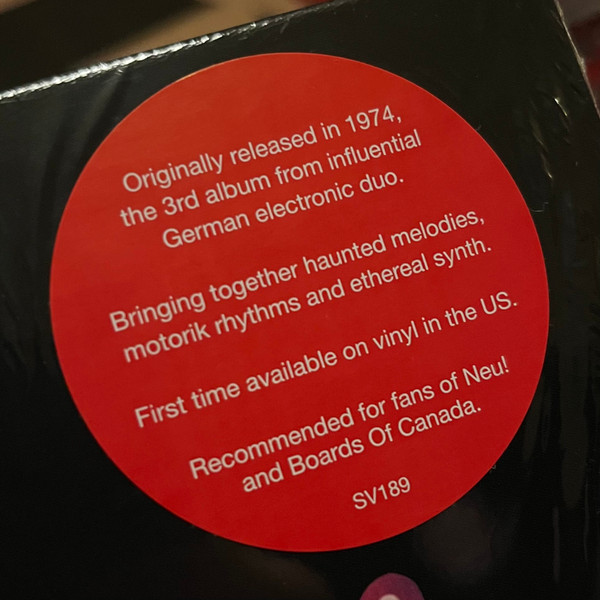 Originally released in 1974,
the 3rd album from influential
German electronic duo.
Bringing together haunted melodies,
motorik rhythms and ethereal synth.
First time available on vinyl in the US.
Recommended for fans of Neu!
and Boards Of Canada.
SV189